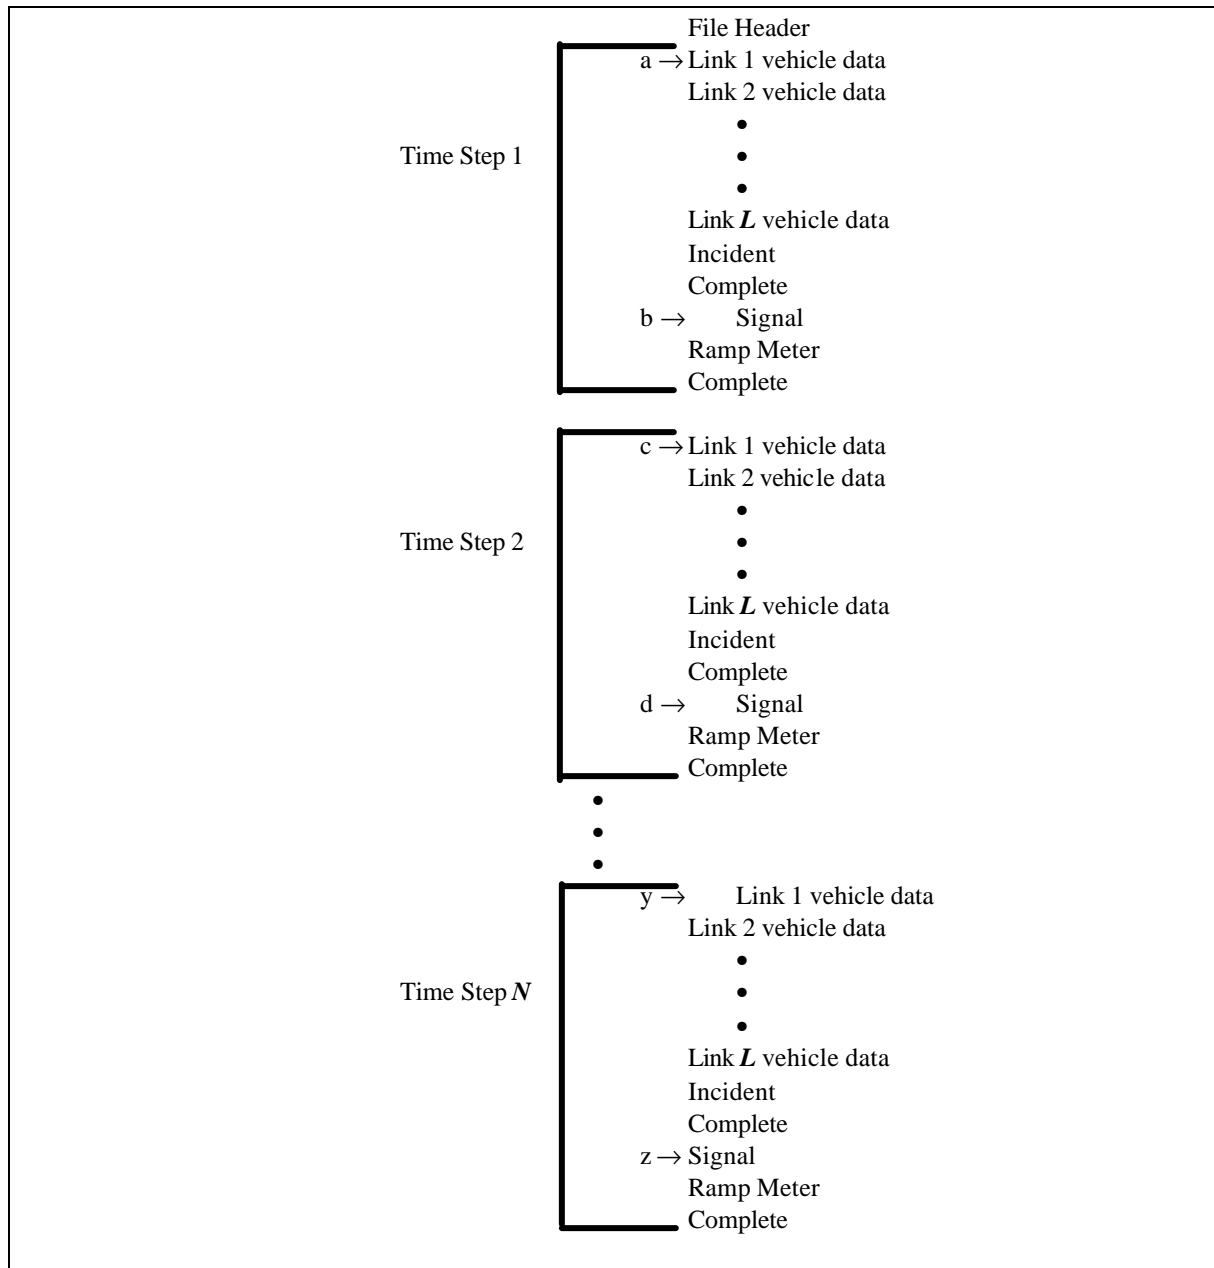 File Header
a → Link 1 vehicle data
Link 2 vehicle data
•
Time Step 1 •
•
Link L vehicle data
Incident
Complete
b → Signal
Ramp Meter
Complete
c → Link 1 vehicle data
Link 2 vehicle data
•
Time Step 2 •
•
Link L vehicle data
Incident
Complete
d → Signal
Ramp Meter
Complete
•
•
•
y → Link 1 vehicle data
Link 2 vehicle data
•
Time Step N •
•
Link L vehicle data
Incident
Complete
z → Signal
Ramp Meter
Complete